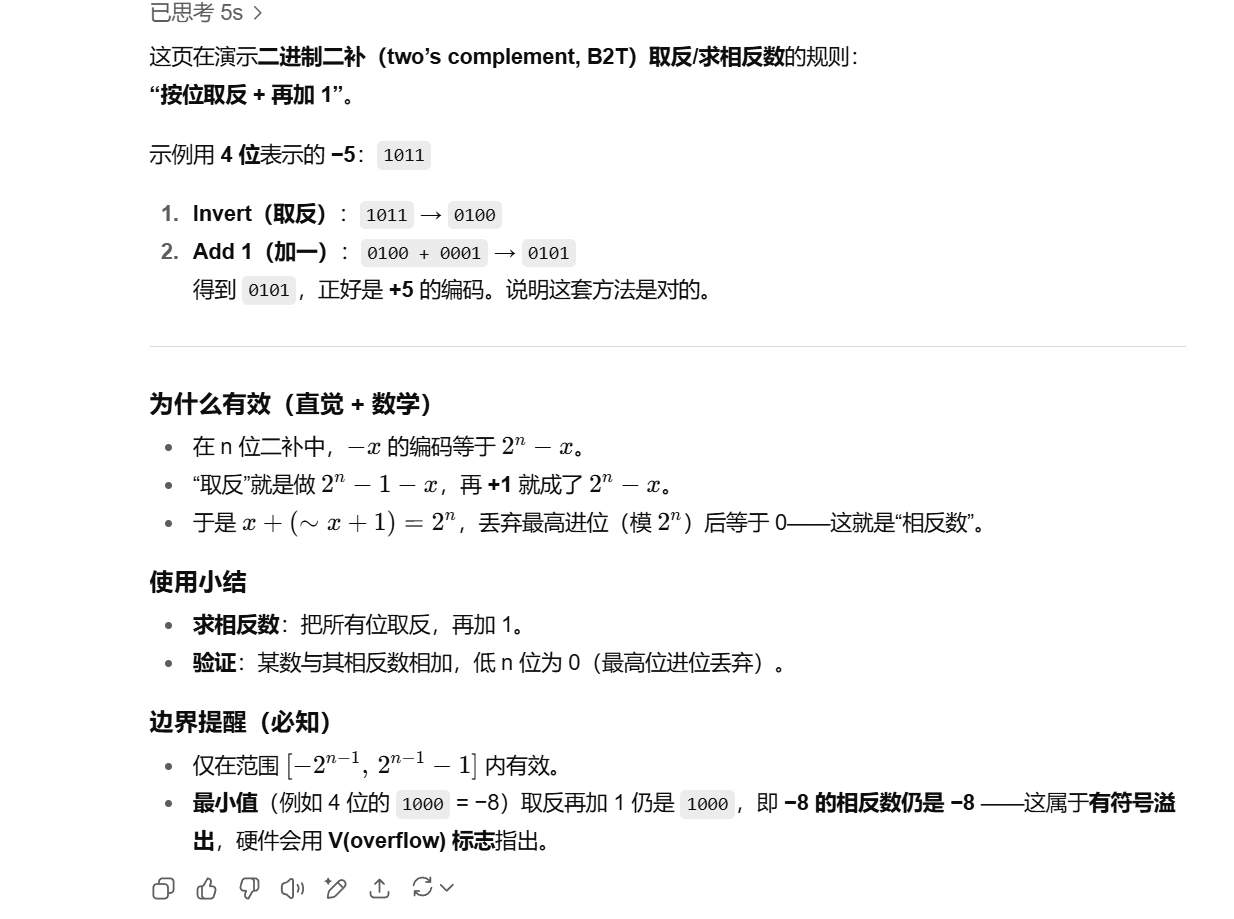 已思考 5s >
这页在演示二进制二补（two’s complement, B2T）取反/求相反数的规则：
“按位取反 + 再加 1”。
示例用 4 位表示的 −5： 1011
1. Invert（取反）： 1011 → 0100
2. Add 1（加一）： 0100 + 0001 → 0101
得到 0101 ，正好是 +5 的编码。说明这套方法是对的。
为什么有效（直觉 + 数学）
• 在 n 位二补中，−x 的编码等于 2ⁿ − x。
• “取反”就是做 2ⁿ − 1 − x，再 +1 就成了 2ⁿ − x。
• 于是 x + (∼ x + 1) = 2ⁿ，丢弃最高进位（模 2ⁿ）后等于 0——这就是“相反数”。
使用小结
• 求相反数：把所有位取反，再加 1。
• 验证：某数与其相反数相加，低 n 位为 0（最高位进位丢弃）。
边界提醒（必知）
• 仅在范围 [−2ⁿ⁻¹, 2ⁿ⁻¹ − 1] 内有效。
• 最小值（例如 4 位的 1000 = −8）取反再加 1 仍是 1000 ，即 −8 的相反数仍是 −8 ——这属于有符号溢
出，硬件会用 V(overflow) 标志指出。